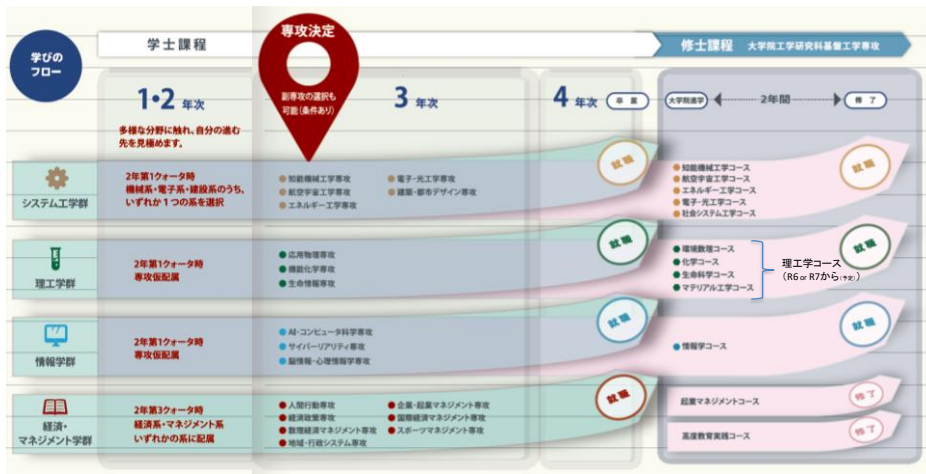 学びの
フロー
学士課程
専攻決定
副専攻の選択も
可能(条件あり)
修士課程 大学院工学研究科基盤工学専攻
1・2 年次
3 年次
4 年次
卒業
大学院進学
2年間
修了
多様な分野に触れ、自分の進む
先を見極めます。
システム工学群
2年第1クォータ時
機械系・電子系・建設系のうち、
いずれか1つの系を選択
知能機械工学専攻
航空宇宙工学専攻
エネルギー工学専攻
電子・光工学専攻
建築・都市デザイン専攻
就職
知能機械工学コース
航空宇宙工学コース
エネルギー工学コース
電子・光工学コース
社会システム工学コース
就職
理工学群
2年第1クォータ時
専攻仮配属
応用物理専攻
機能化学専攻
生命情報専攻
就職
環境数理コース
化学コース
生命科学コース
マテリアル工学コース
理工学コース
(R6 or R7から(予定))
就職
情報学群
2年第1クォータ時
専攻仮配属
AI・コンピュータ科学専攻
サイバーリアリティ専攻
脳情報・心理情報学専攻
就職
情報学コース
就職
経済・
マネジメント学群
2年第3クォータ時
経済系・マネジメント系
いずれかの系に配属
人間行動専攻
経済政策専攻
数理経済マネジメント専攻
地域・行政システム専攻
企業・起業マネジメント専攻
国際経済マネジメント専攻
スポーツマネジメント専攻
就職
起業マネジメントコース
修了
高度教育実践コース
修了